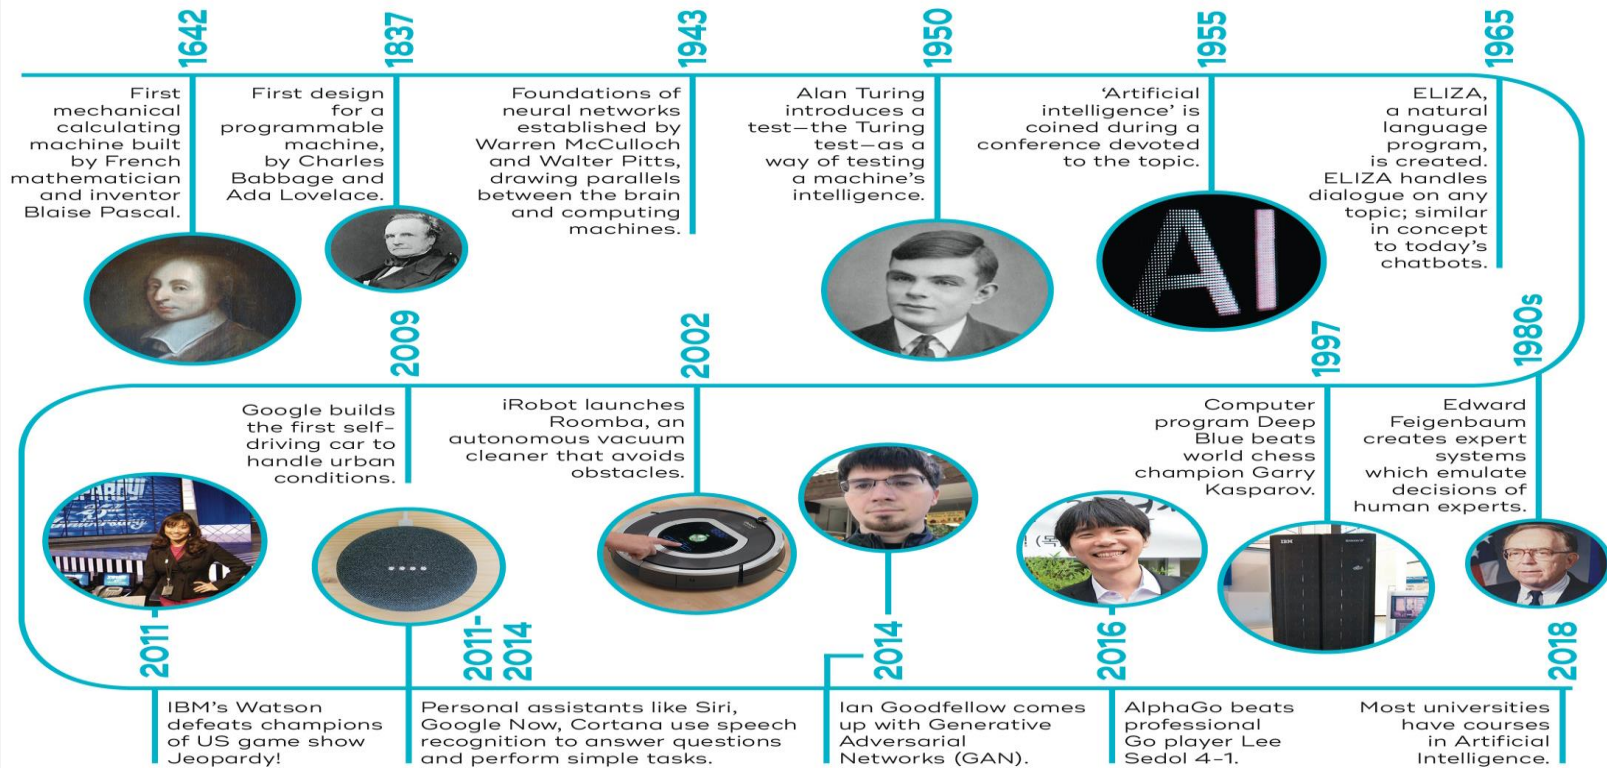 1642
First
mechanical
calculating
machine built
by French
mathematician
and inventor
Blaise Pascal.
1837
First design
for a
programmable
machine,
by Charles
Babbage and
Ada Lovelace.
1943
Foundations of
neural networks
established by
Warren McCulloch
and Walter Pitts,
drawing parallels
between the brain
and computing
machines.
1950
Alan Turing
introduces a
test—the Turing
test—as a
way of testing
a machine's
intelligence.
1955
'Artificial
intelligence' is
coined during a
conference devoted
to the topic.
AI
1965
ELIZA,
a natural
language
program,
is created.
ELIZA handles
dialogue on any
topic; similar
in concept
to today's
chatbots.
1980s
Edward
Feigenbaum
creates expert
systems
which emulate
decisions of
human experts.
1997
Computer
program Deep
Blue beats
world chess
champion Garry
Kasparov.
IBM
2002
iRobot launches
Roomba, an
autonomous vacuum
cleaner that avoids
obstacles.
2009
Google builds
the first self-
driving car to
handle urban
conditions.
2011
IBM's Watson
defeats champions
of US game show
Jeopardy!
2011-
2014
Personal assistants like Siri,
Google Now, Cortana use speech
recognition to answer questions
and perform simple tasks.
2014
Ian Goodfellow comes
up with Generative
Adversarial
Networks (GAN).
2016
AlphaGo beats
professional
Go player Lee
Sedol 4-1.
2018
Most universities
have courses
in Artificial
Intelligence.